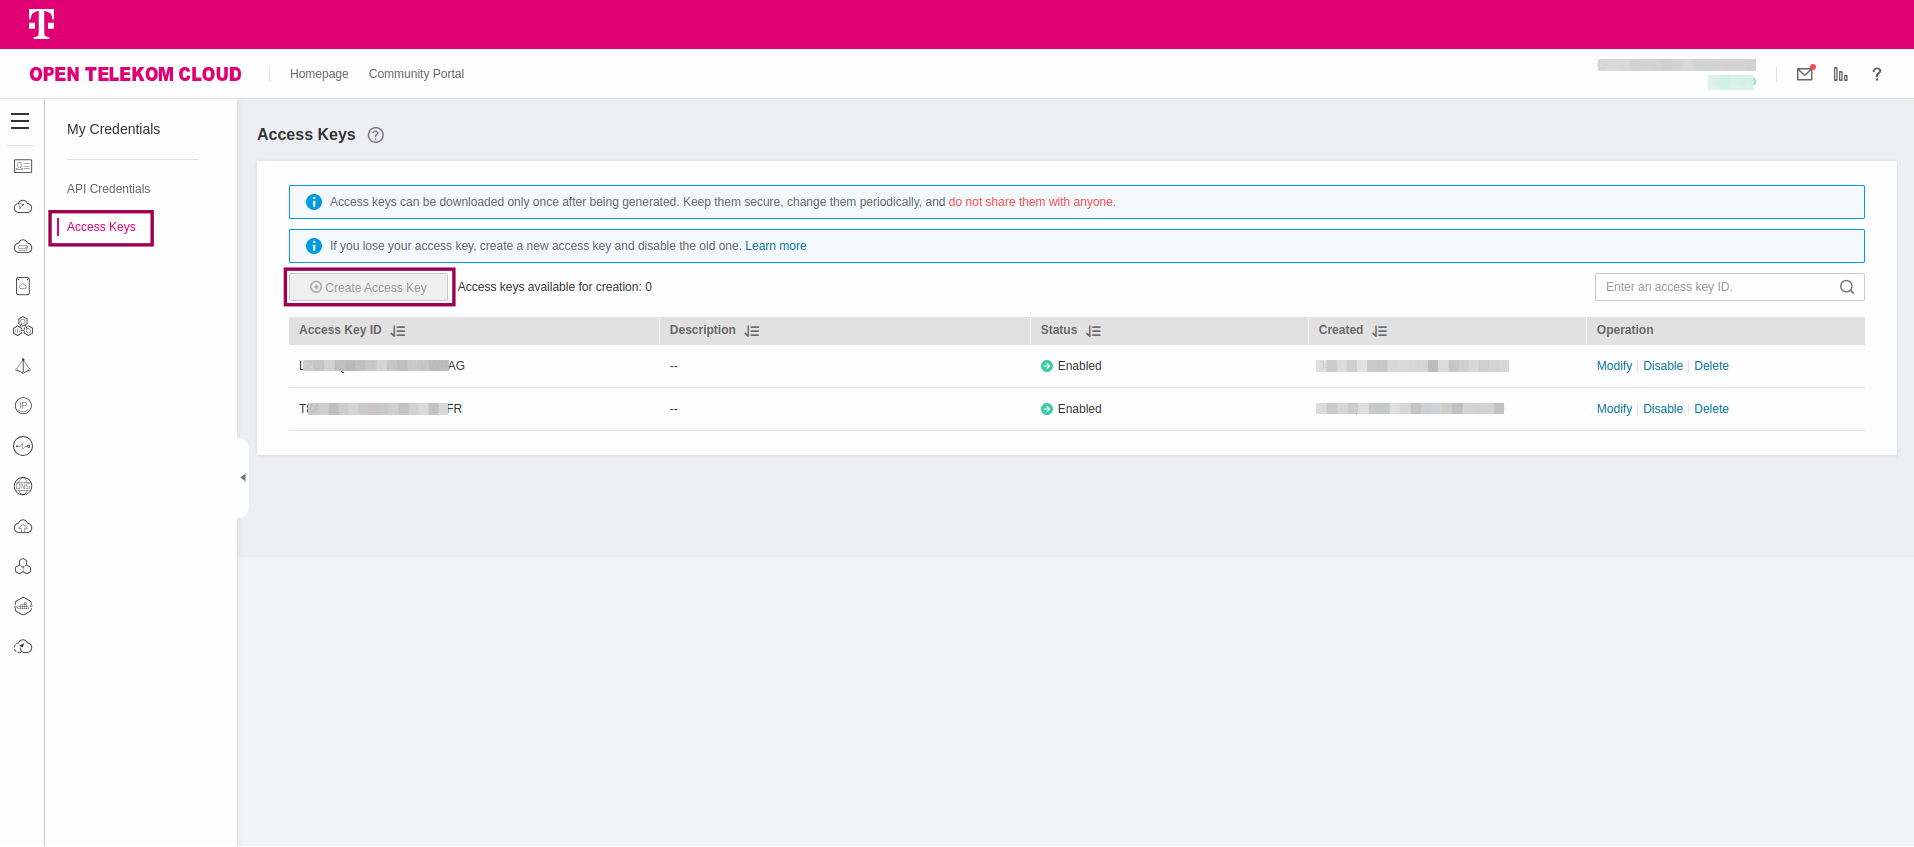 T
OPEN TELEKOM CLOUD
Homepage
Community Portal
?
My Credentials
API Credentials
Access Keys
IP
DNS
Access Keys ?
Access keys can be downloaded only once after being generated. Keep them secure, change them periodically, and do not share them with anyone.
If you lose your access key, create a new access key and disable the old one. Learn more
Create Access Key
Access keys available for creation: 0
Enter an access key ID.
Access Key ID Description Status Created Operation
AG -- Enabled Modify Disable Delete
FR -- Enabled Modify Disable Delete